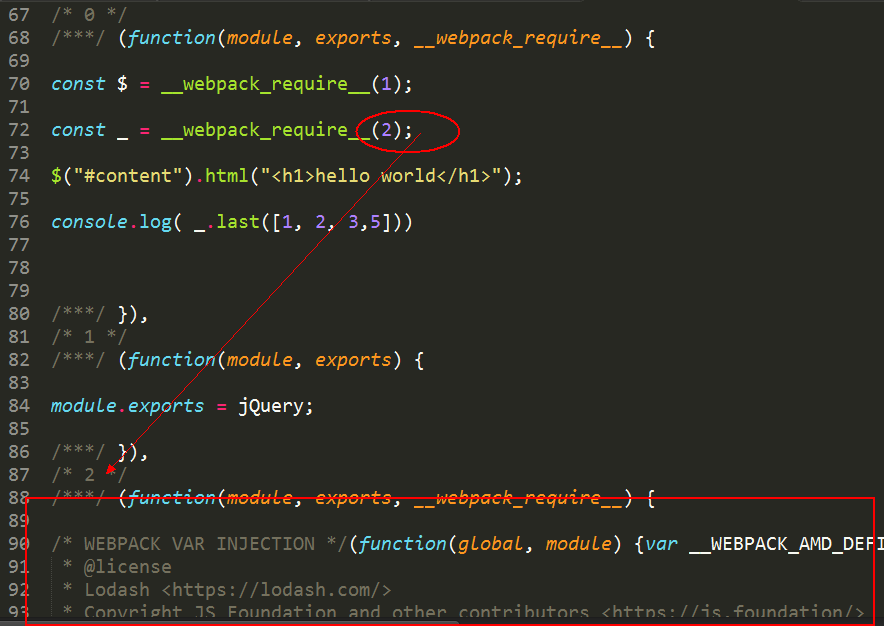 67 /* 0 */
68 /***/ (function(module, exports, __webpack_require__) {
69
70 const $ = __webpack_require__(1);
71
72 const _ = __webpack_require__(2);
73
74 $("#content").html("<h1>hello world</h1>");
75
76 console.log( _.last([1, 2, 3,5]))
77
78
79
80 /***/ }),
81 /* 1 */
82 /***/ (function(module, exports) {
83
84 module.exports = jQuery;
85
86 /***/ }),
87 /* 2 */
88 /***/ (function(module, exports, __webpack_require__) {
89
90 /* WEBPACK VAR INJECTION */(function(global, module) {var __WEBPACK_AMD_DEFI
91 * @license
92 * Lodash <https://lodash.com/>
93 * Copyright JS Foundation and other contributors <https://js.foundation/>